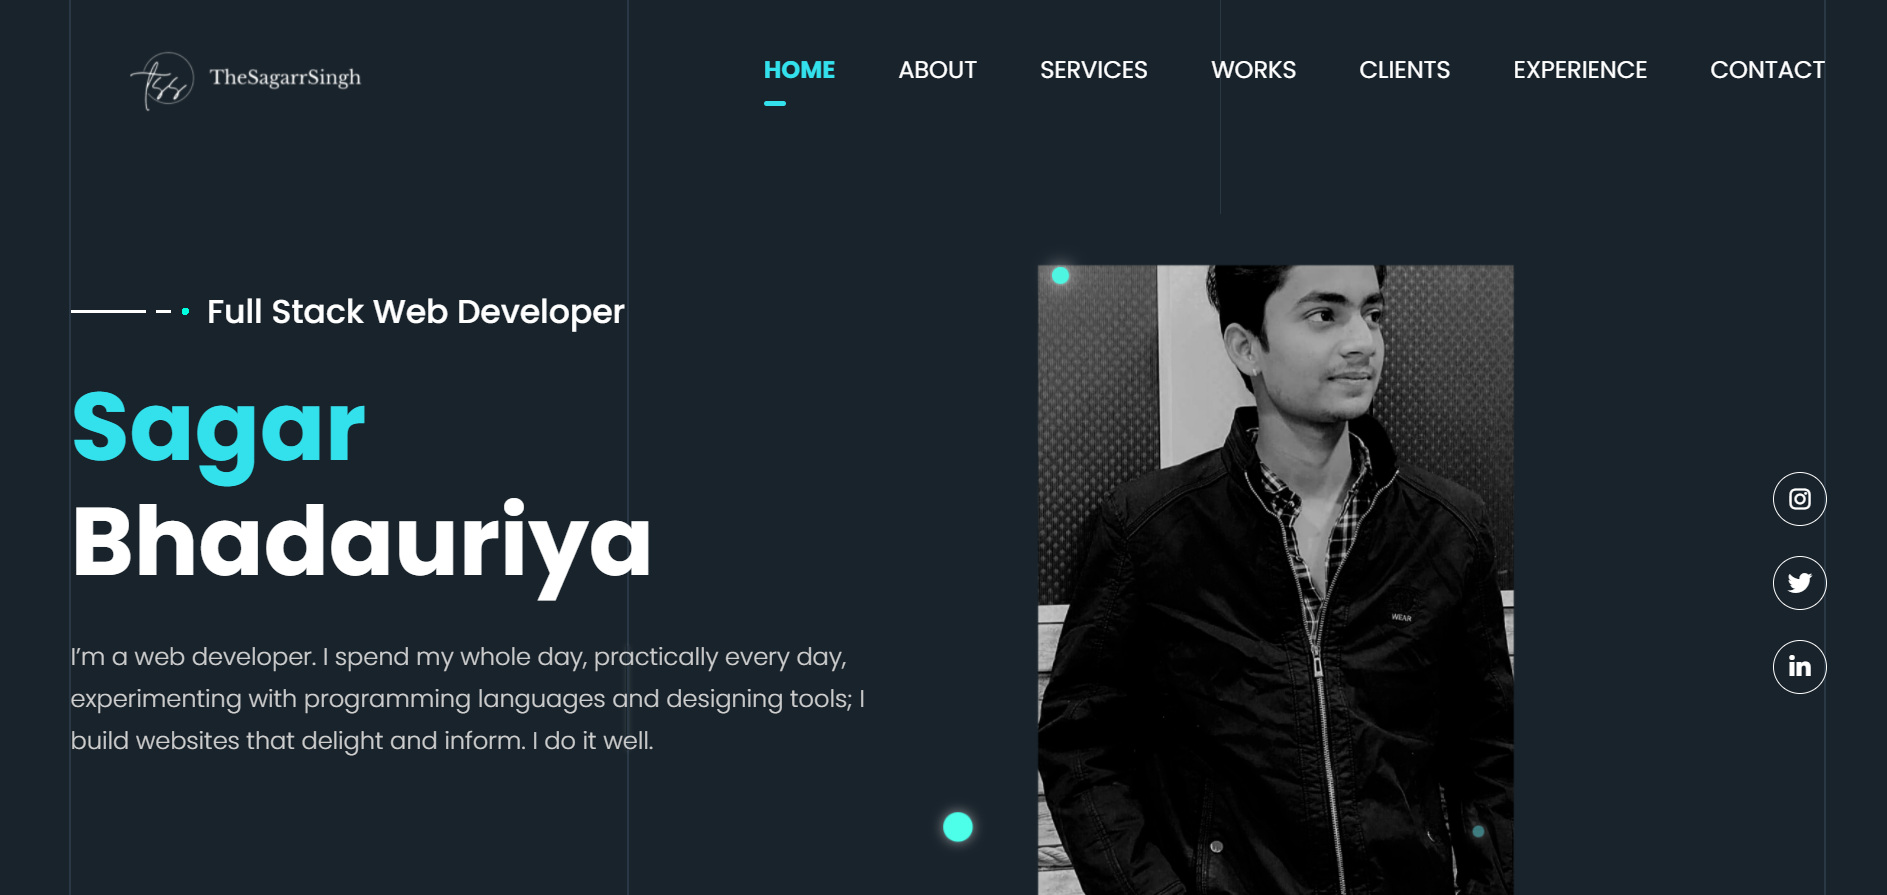 tss TheSagarrSingh
HOME ABOUT SERVICES WORKS CLIENTS EXPERIENCE CONTACT
Full Stack Web Developer
Sagar
Bhadauriya
I’m a web developer. I spend my whole day, practically every day,
experimenting with programming languages and designing tools; I
build websites that delight and inform. I do it well.
WEAR
in